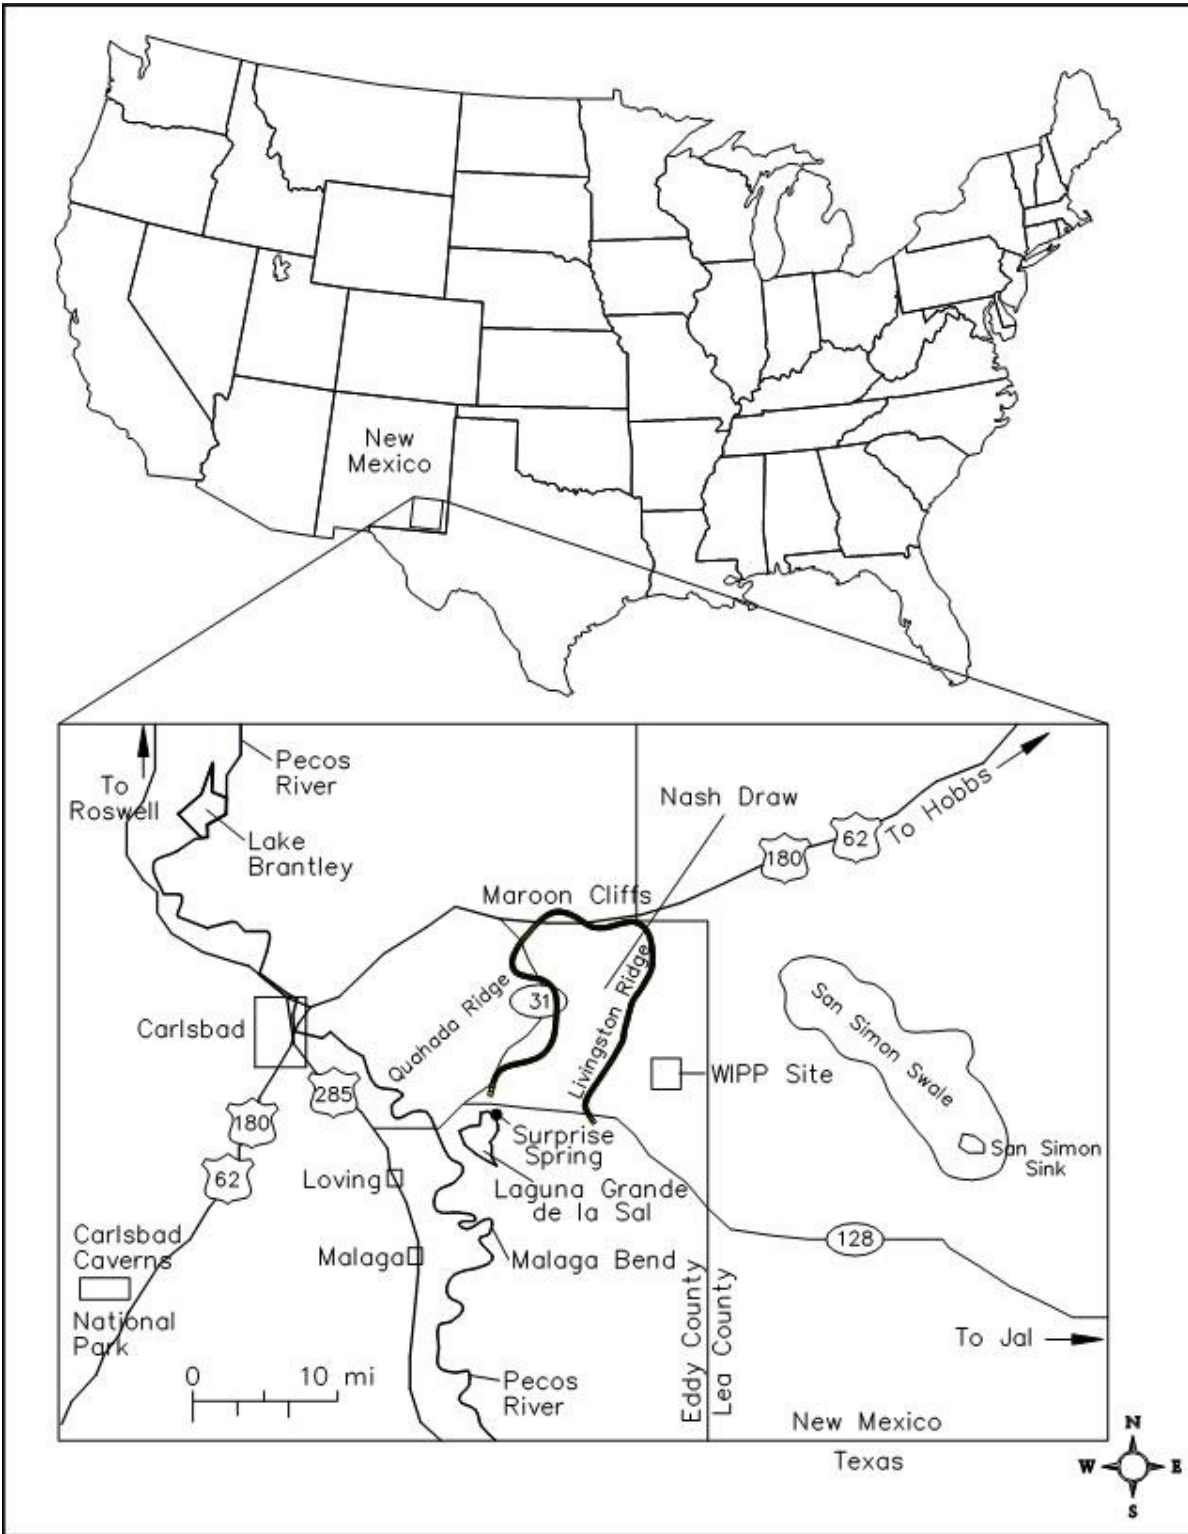 New
Mexico
Pecos
River
To
Roswell
Lake
Brantley
Nash Draw
To Hobbs
62
180
Maroon Cliffs
Quahada Ridge
31
Livingston Ridge
San Simon Swale
Carlsbad
WIPP Site
285
180
62
Surprise
Spring
San Simon
Sink
Loving
Laguna Grande
de la Sal
Carlsbad
Caverns
National
Park
Malaga
Malaga Bend
128
Eddy County
Lea County
To Jal
0 10 mi
Pecos
River
New Mexico
Texas
N
W E
S